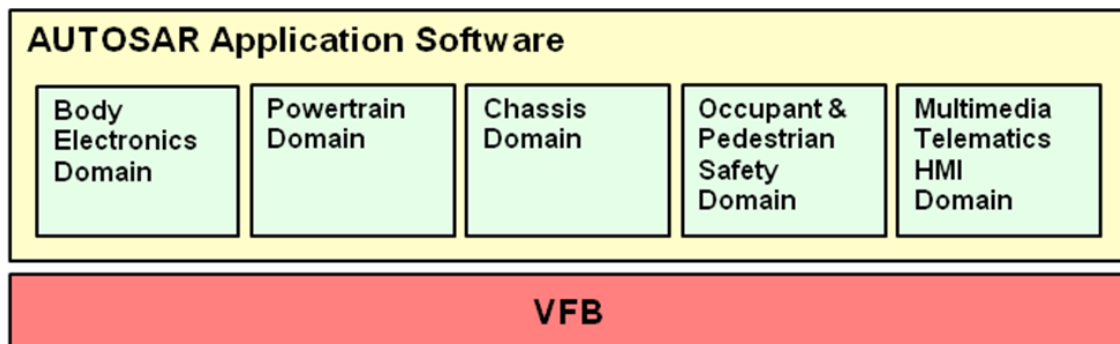 AUTOSAR Application Software
Body
Electronics
Domain
Powertrain
Domain
Chassis
Domain
Occupant &
Pedestrian
Safety
Domain
Multimedia
Telematics
HMI
Domain
VFB